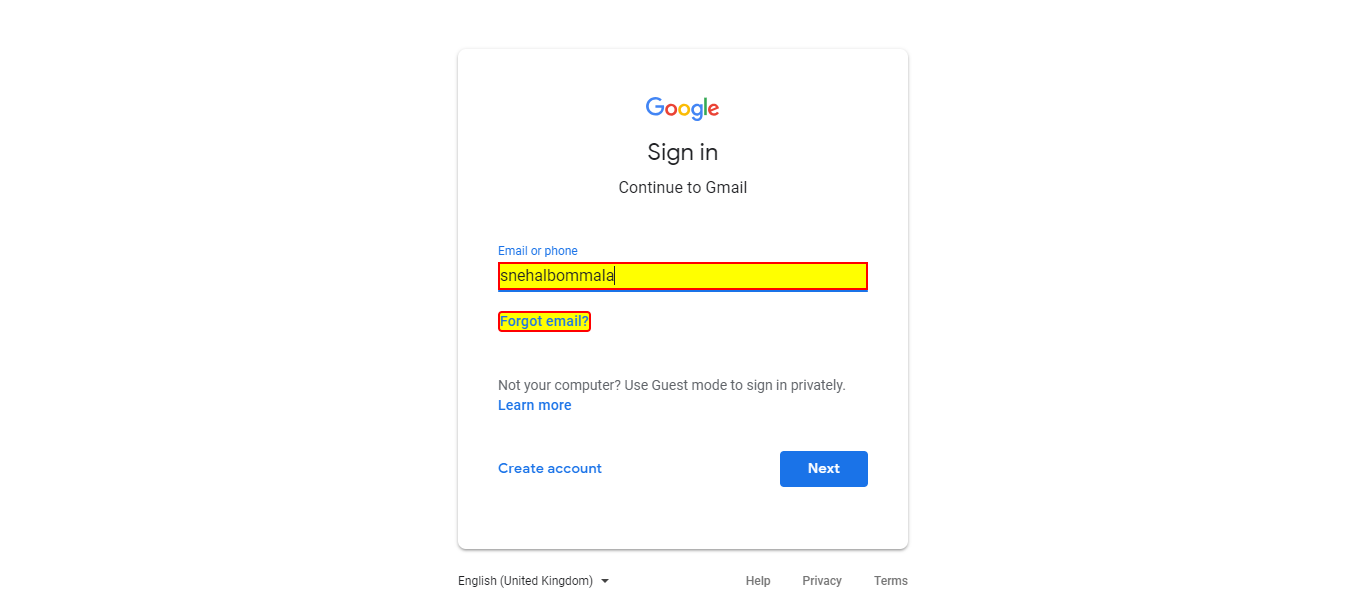 Google
Sign in
Continue to Gmail
Email or phone
snehalbommala
Forgot email?
Not your computer? Use Guest mode to sign in privately.
Learn more
Create account
Next
English (United Kingdom)
Help
Privacy
Terms